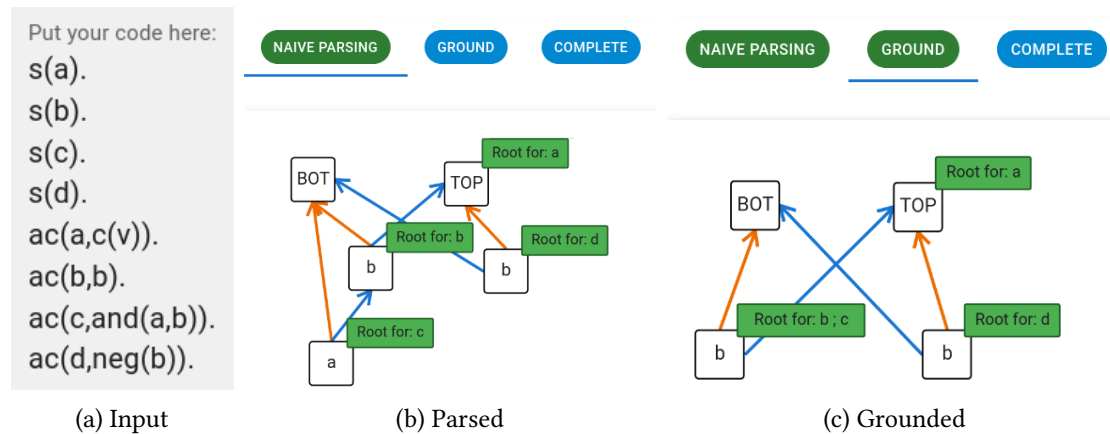 Put your code here:
s(a).
s(b).
s(c).
s(d).
ac(a,c(v)).
ac(b,b).
ac(c,and(a,b)).
ac(d,neg(b)).
(a) Input
NAIVE PARSING GROUND COMPLETE
Root for: a
BOT TOP
Root for: b Root for: d
b b
Root for: c
a
(b) Parsed
NAIVE PARSING GROUND COMPLETE
Root for: a
BOT TOP
Root for: b ; c Root for: d
b b
(c) Grounded